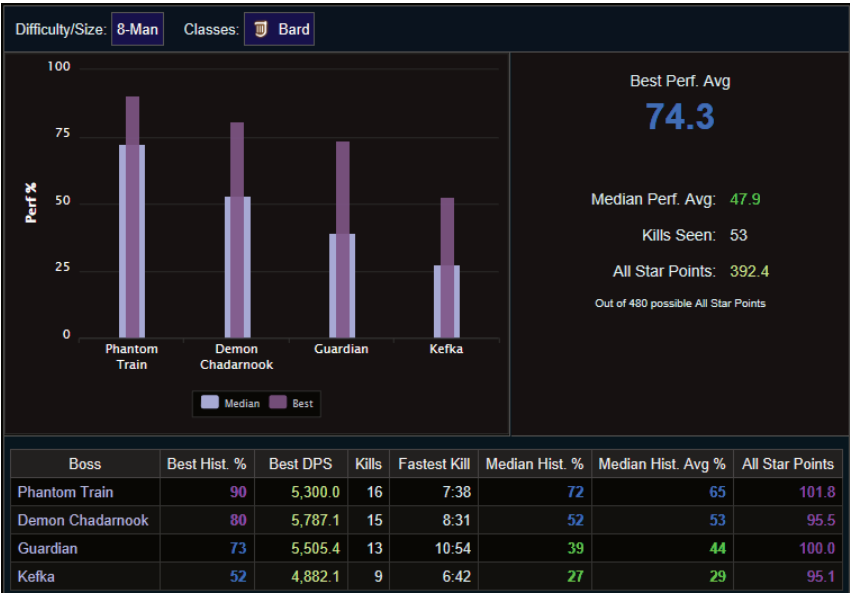 Difficulty/Size: 8-Man Classes: Bard
100
75
50
25
0
Perf %
Phantom Train
Demon Chadarnook
Guardian
Kefka
Median Best
Best Perf. Avg
74.3
Median Perf. Avg: 47.9
Kills Seen: 53
All Star Points: 392.4
Out of 480 possible All Star Points
Boss Best Hist. % Best DPS Kills Fastest Kill Median Hist. % Median Hist. Avg % All Star Points
Phantom Train 90 5,300.0 16 7:38 72 65 101.8
Demon Chadarnook 80 5,787.1 15 8:31 52 53 95.5
Guardian 73 5,505.4 13 10:54 39 44 100.0
Kefka 52 4,882.1 9 6:42 27 29 95.1